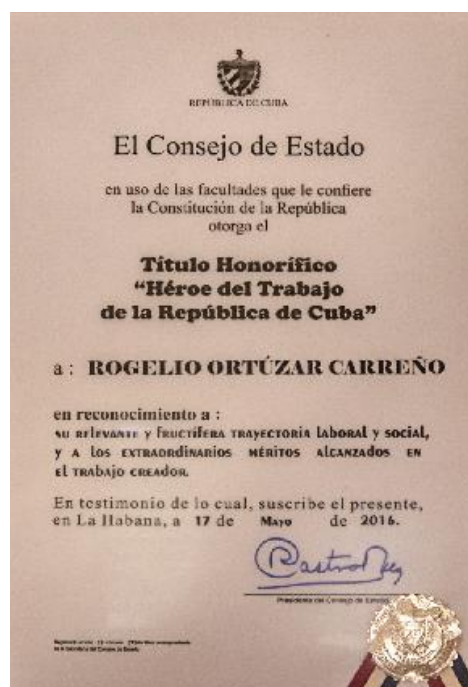 REPÚBLICA DE CUBA
El Consejo de Estado
en uso de las facultades que le confiere
la Constitución de la República
otorga el
Título Honorífico
“Héroe del Trabajo
de la República de Cuba”
a : ROGELIO ORTÚZAR CARREÑO
en reconocimiento a :
su relevante y fructífera trayectoria laboral y social,
y a los extraordinarios méritos alcanzados en
el trabajo creador.
En testimonio de lo cual, suscribe el presente,
en La Habana, a 17 de Mayo de 2016.
Castro Ruz
Presidente del Consejo de Estado